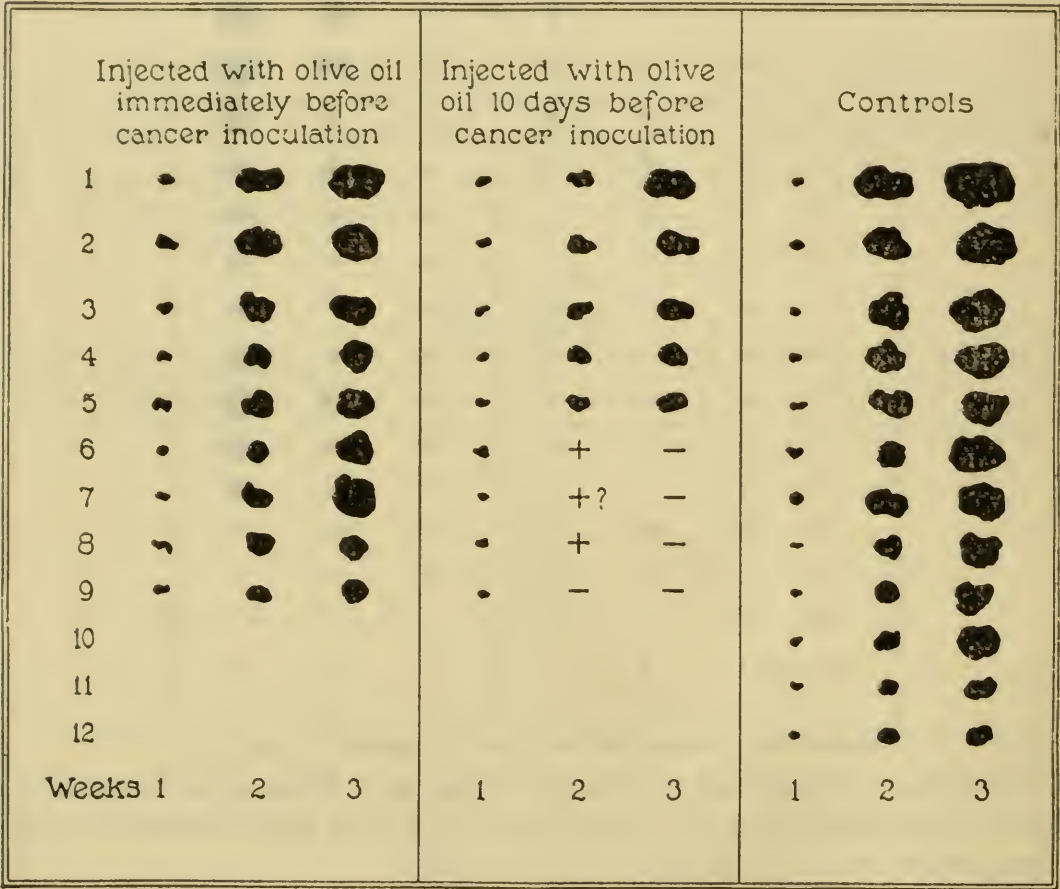 Injected with olive oil
immediately before
cancer inoculation
Injected with olive
oil 10 days before
cancer inoculation
Controls
1
2
3
4
5
6 + –
7 +? –
8 + –
9 – –
10
11
12
Weeks 1 2 3 1 2 3 1 2 3